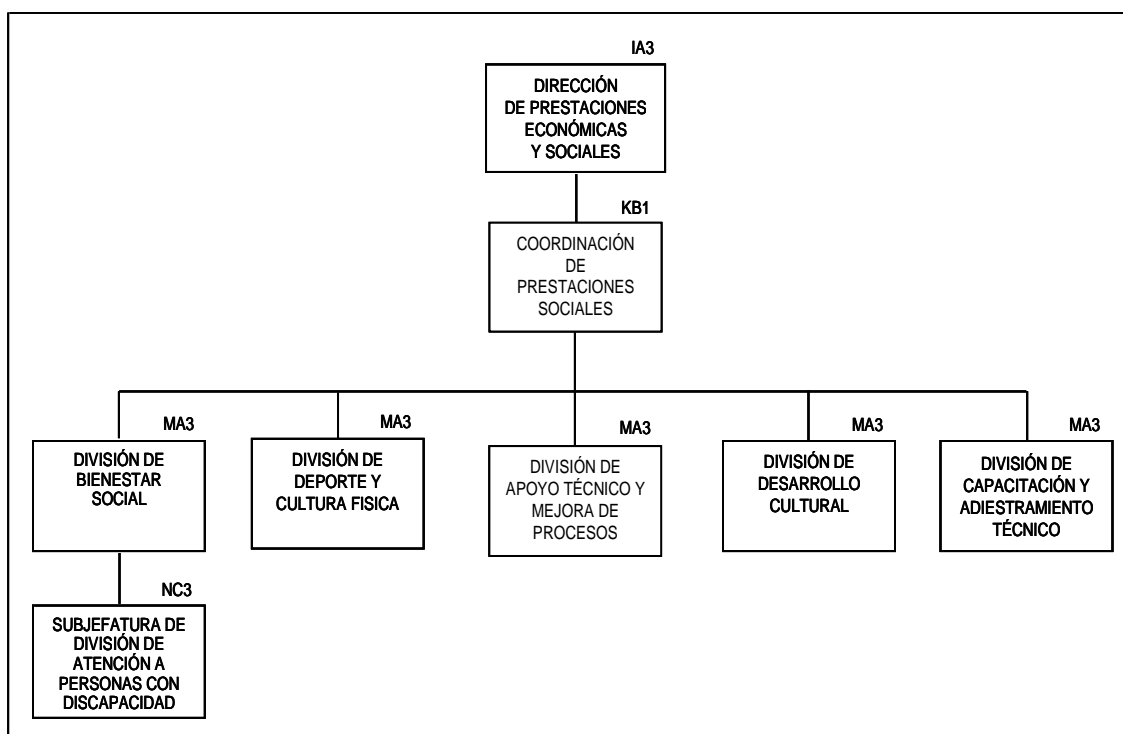 IA3
DIRECCIÓN
DE PRESTACIONES
ECONÓMICAS
Y SOCIALES
KB1
COORDINACIÓN
DE
PRESTACIONES
SOCIALES
MA3
DIVISIÓN DE
BIENESTAR
SOCIAL
MA3
DIVISIÓN DE
DEPORTE Y
CULTURA FISICA
MA3
DIVISIÓN DE
APOYO TÉCNICO Y
MEJORA DE
PROCESOS
MA3
DIVISIÓN DE
DESARROLLO
CULTURAL
MA3
DIVISIÓN DE
CAPACITACIÓN Y
ADIESTRAMIENTO
TÉCNICO
NC3
SUBJEFATURA DE
DIVISIÓN DE
ATENCIÓN A
PERSONAS CON
DISCAPACIDAD